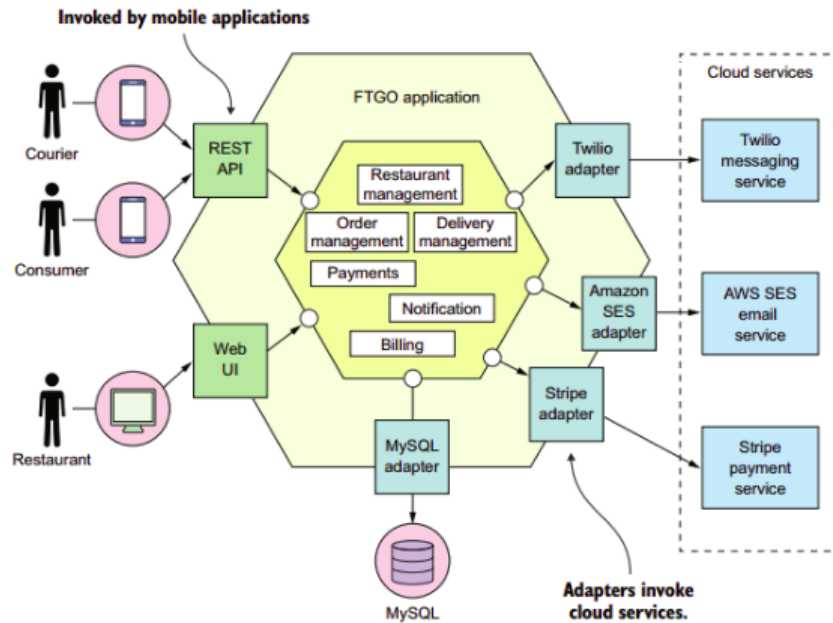 Invoked by mobile applications
Courier
Consumer
Restaurant
REST
API
Web
UI
FTGO application
Restaurant
management
Order
management
Delivery
management
Payments
Notification
Billing
Twilio
adapter
Amazon
SES
adapter
Stripe
adapter
MySQL
adapter
MySQL
Cloud services
Twilio
messaging
service
AWS SES
email
service
Stripe
payment
service
Adapters invoke
cloud services.